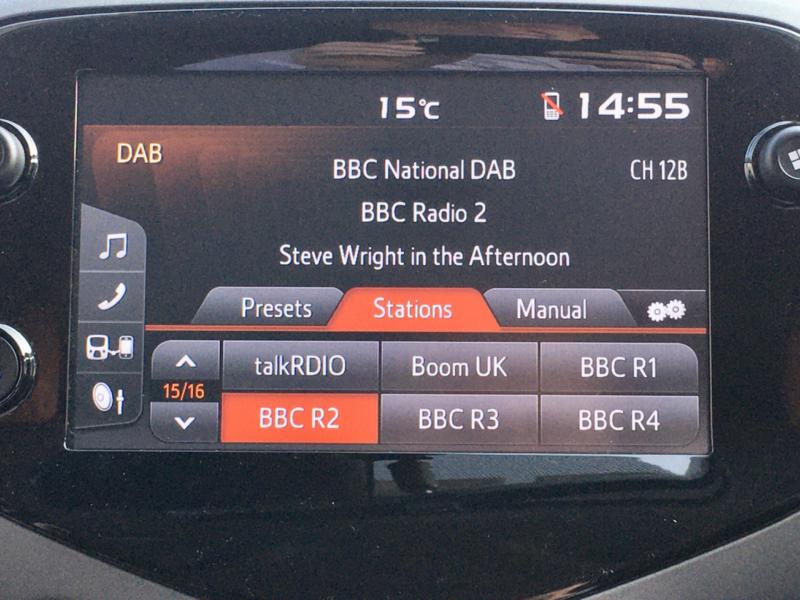 15°C 14:55
DAB
BBC National DAB CH 12B
BBC Radio 2
Steve Wright in the Afternoon
Presets Stations Manual
talkRDIO Boom UK BBC R1
15/16
BBC R2 BBC R3 BBC R4